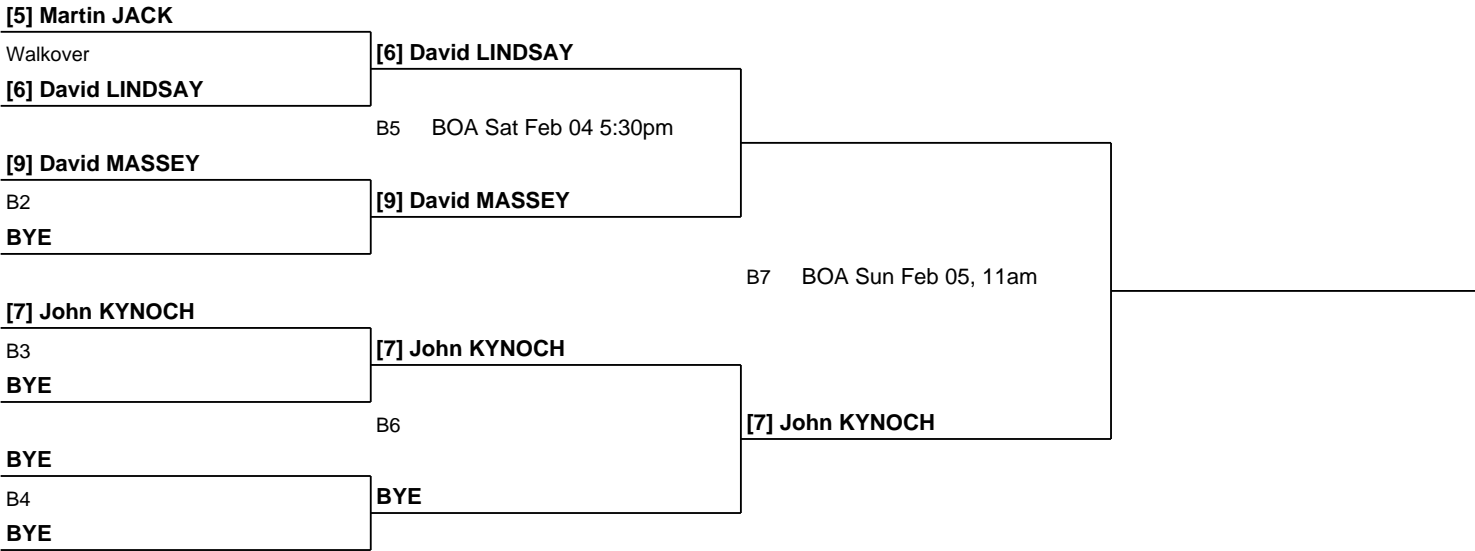 [5] Martin JACK
Walkover
[6] David LINDSAY
[6] David LINDSAY
B5 BOA Sat Feb 04 5:30pm
[9] David MASSEY
B2
[9] David MASSEY
BYE
B7 BOA Sun Feb 05, 11am
[7] John KYNOCH
B3
[7] John KYNOCH
BYE
B6
[7] John KYNOCH
BYE
B4
BYE
BYE